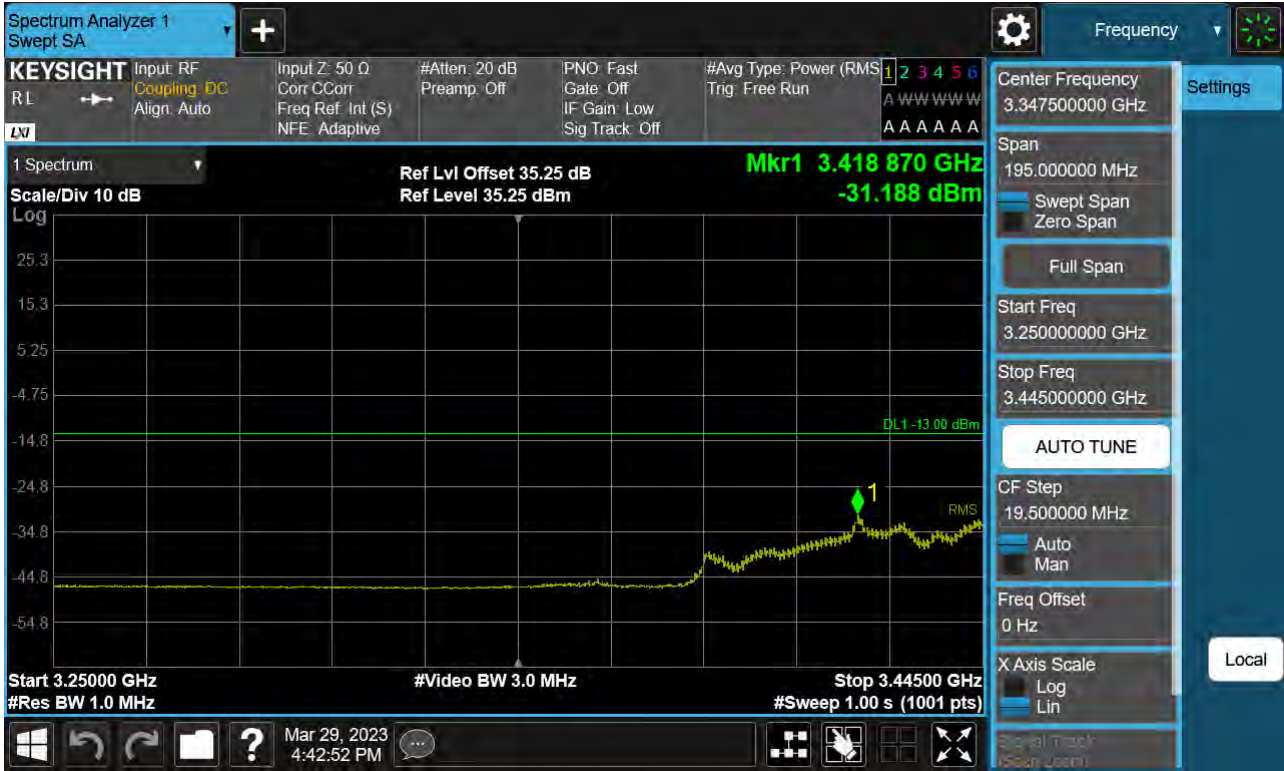 Spectrum Analyzer 1
Swept SA
+
Frequency
KEYSIGHT
RL
LXI
Input: RF
Coupling: DC
Align: Auto
Input Z: 50 Ω
Corr CCorr
Freq Ref: Int (S)
NFE: Adaptive
#Atten: 20 dB
Preamp: Off
PNO: Fast
Gate: Off
IF Gain: Low
Sig Track: Off
#Avg Type: Power (RMS
Trig: Free Run
1 2 3 4 5 6
A W W W W W
A A A A A A
Center Frequency
3.347500000 GHz
Settings
Span
195.000000 MHz
Swept Span
Zero Span
Full Span
Start Freq
3.250000000 GHz
Stop Freq
3.445000000 GHz
AUTO TUNE
CF Step
19.500000 MHz
Auto
Man
Freq Offset
0 Hz
X Axis Scale
Log
Lin
Signal Track
(Span Zoom)
Local
1 Spectrum
Scale/Div 10 dB
Log
Ref Lvl Offset 35.25 dB
Ref Level 35.25 dBm
Mkr1 3.418 870 GHz
-31.188 dBm
25.3
15.3
5.25
-4.75
DL1 -13.00 dBm
-14.8
-24.8
1
RMS
-34.8
-44.8
-54.8
Start 3.25000 GHz
#Res BW 1.0 MHz
#Video BW 3.0 MHz
Stop 3.44500 GHz
#Sweep 1.00 s (1001 pts)
?
Mar 29, 2023
4:42:52 PM